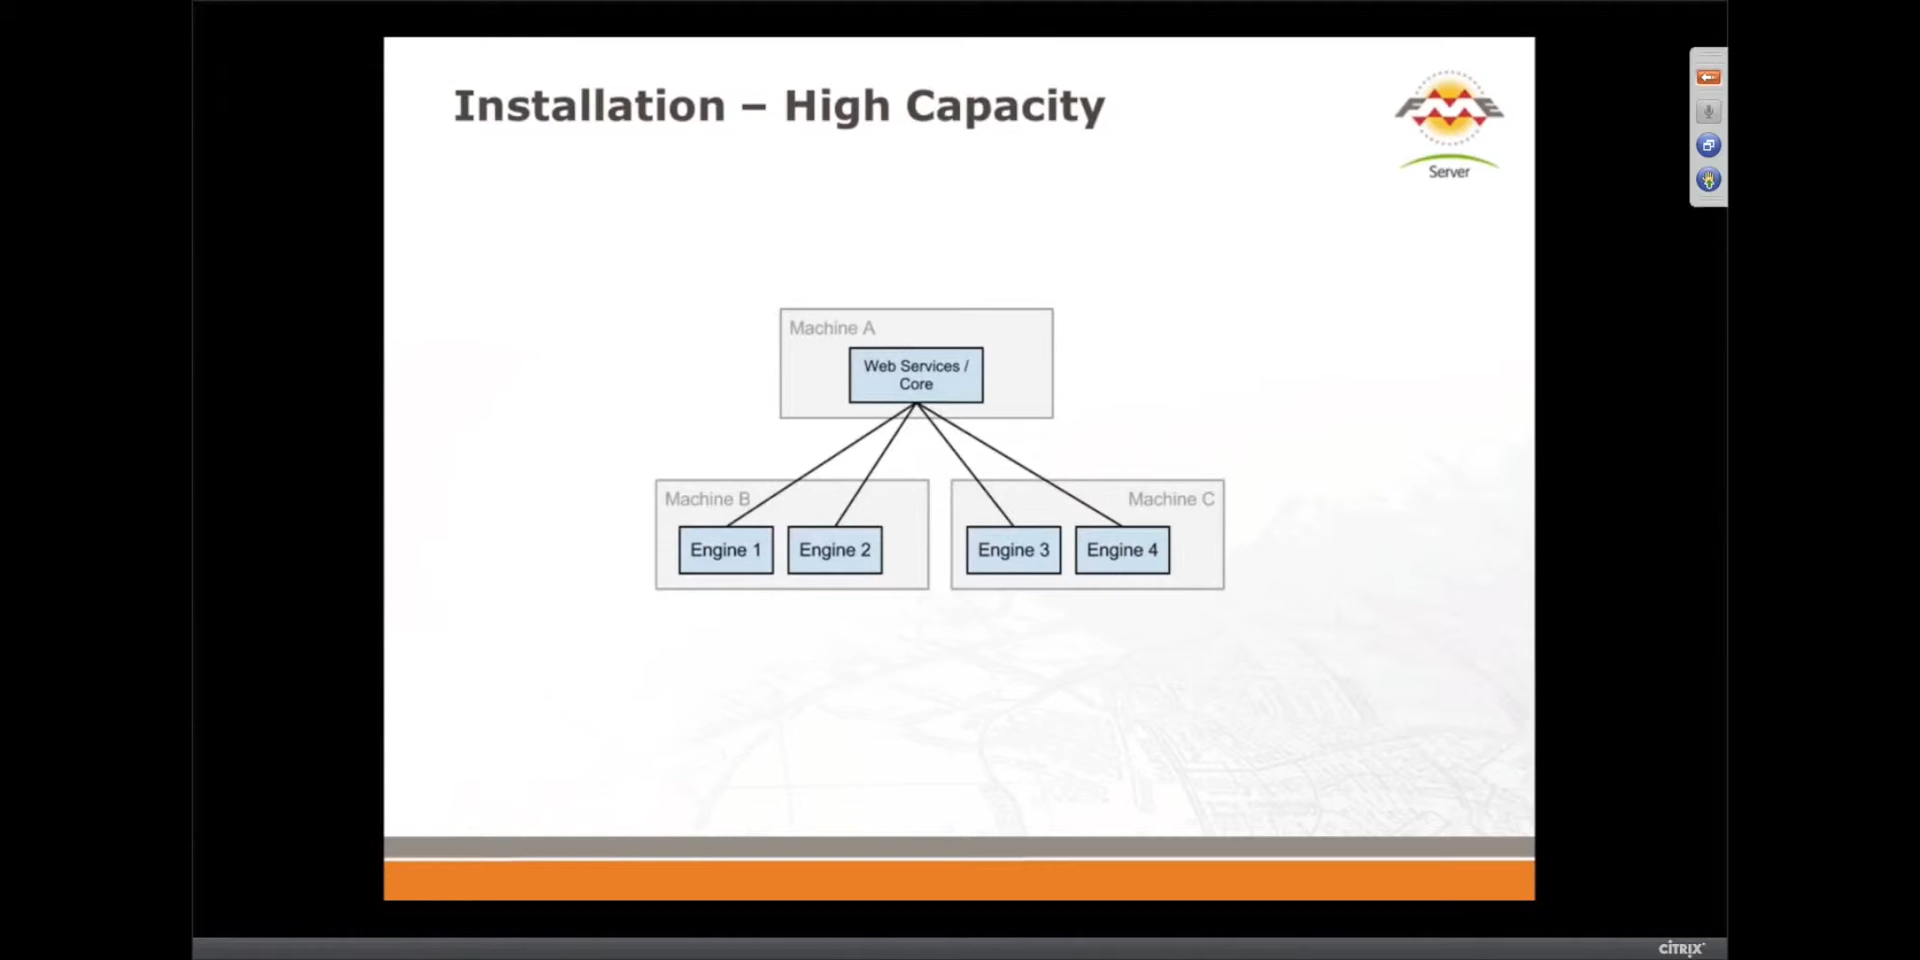 Installation – High Capacity
FME
Server
Machine A
Web Services /
Core
Machine B
Machine C
Engine 1
Engine 2
Engine 3
Engine 4
CITRIX